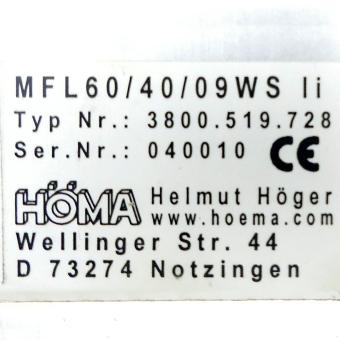 MFL60/40/09WS li
Typ Nr.: 3800.519.728
Ser.Nr.: 040010 CE
HÖMA Helmut Höger
www.hoema.com
Wellinger Str. 44
D 73274 Notzingen